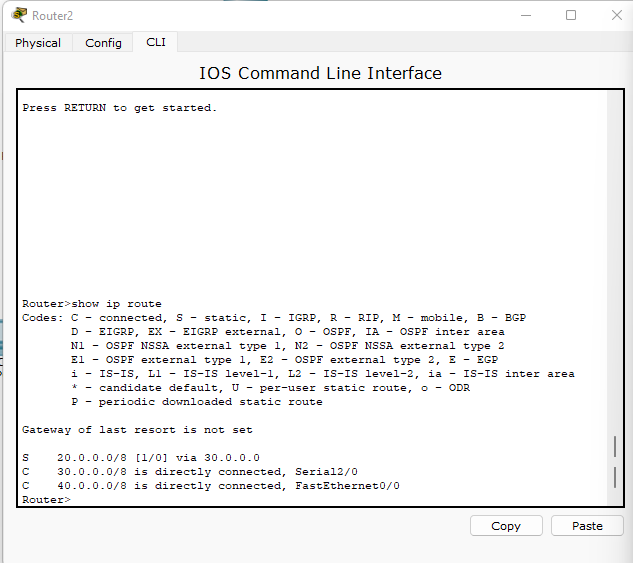 Router2
Physical Config CLI
IOS Command Line Interface
Press RETURN to get started.
Router>show ip route
Codes: C - connected, S - static, I - IGRP, R - RIP, M - mobile, B - BGP
D - EIGRP, EX - EIGRP external, O - OSPF, IA - OSPF inter area
N1 - OSPF NSSA external type 1, N2 - OSPF NSSA external type 2
E1 - OSPF external type 1, E2 - OSPF external type 2, E - EGP
i - IS-IS, L1 - IS-IS level-1, L2 - IS-IS level-2, ia - IS-IS inter area
* - candidate default, U - per-user static route, o - ODR
P - periodic downloaded static route
Gateway of last resort is not set
S 20.0.0.0/8 [1/0] via 30.0.0.0
C 30.0.0.0/8 is directly connected, Serial2/0
C 40.0.0.0/8 is directly connected, FastEthernet0/0
Router>
Copy Paste